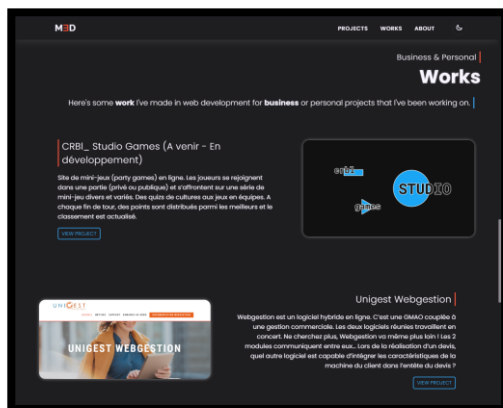 MED
PROJECTS WORKS ABOUT
Business & Personal
Works
Here's some work I've made in web development for business or personal projects that I've been working on.
CRBl_ Studio Games (A venir - En
développement)
Site de mini-jeux (party games) en ligne. Les joueurs se rejoignent
dans une partie (privé ou publique) et s'affrontent sur une série de
mini-jeu divers et variés. Des quizs de cultures aux jeux en équipes. A
chaque fin de tour, des points sont distribués parmi les meilleurs et le
classement est actualisé.
VIEW PROJECT
crbl
STUDIO
games
UNIGEST
UNIGEST WEBGESTION
Unigest Webgestion
Webgestion est un logiciel hybride en ligne. C'est une GMAO couplée à
une gestion commerciale. Les deux logiciels réunies travaillent en
concert. Ne cherchez plus, Webgestion va même plus loin ! Les 2
modules communiquent entre eux... Lors de la réalisation d'un devis,
quel autre logiciel est capable d'intégrer les caractéristiques de la
machine du client dans l'entête du devis ?
VIEW PROJECT